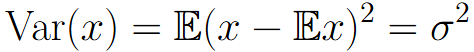 Var(x) = 𝔼(x − 𝔼x)² = σ²